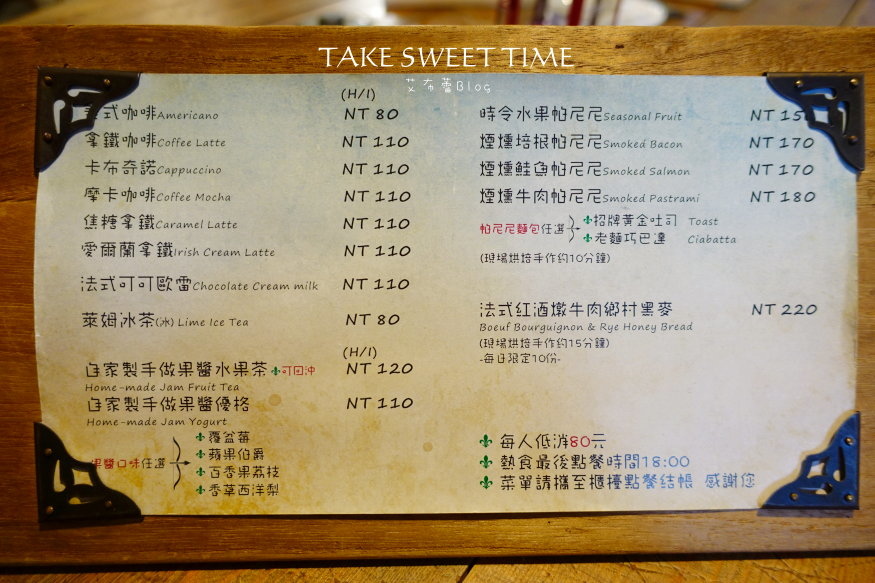 TAKE SWEET TIME
艾布蕾Blog
(H/I)
式咖啡Americano NT 80
拿鐵咖啡Coffee Latte NT 110
卡布奇諾Cappuccino NT 110
摩卡咖啡Coffee Mocha NT 110
焦糖拿鐵Caramel Latte NT 110
愛爾蘭拿鐵Irish Cream Latte NT 110
法式可可歐蕾Chocolate Cream milk NT 110
萊姆冰茶(冰) Lime Ice Tea NT 80
(H/I)
自家製手做果醬水果茶 可回沖 NT 120
Home-made Jam Fruit Tea
自家製手做果醬優格 NT 110
Home-made Jam Yogurt
果醬口味任選
覆盆莓
蘋果伯爵
百香果荔枝
香草西洋梨
時令水果帕尼尼Seasonal Fruit NT 15
煙燻培根帕尼尼Smoked Bacon NT 170
煙燻鮭魚帕尼尼Smoked Salmon NT 170
煙燻牛肉帕尼尼Smoked Pastrami NT 180
帕尼尼麵包任選
招牌黃金吐司 Toast
老麵巧巴達 Ciabatta
(現場烘焙手作約10分鐘)
法式紅酒燉牛肉鄉村黑麥 NT 220
Boeuf Bourguignon & Rye Honey Bread
(現場烘焙手作約15分鐘)
-每日限定10份-
每人低消80元
熱食最後點餐時間18:00
菜單請攜至櫃檯點餐結帳 感謝您